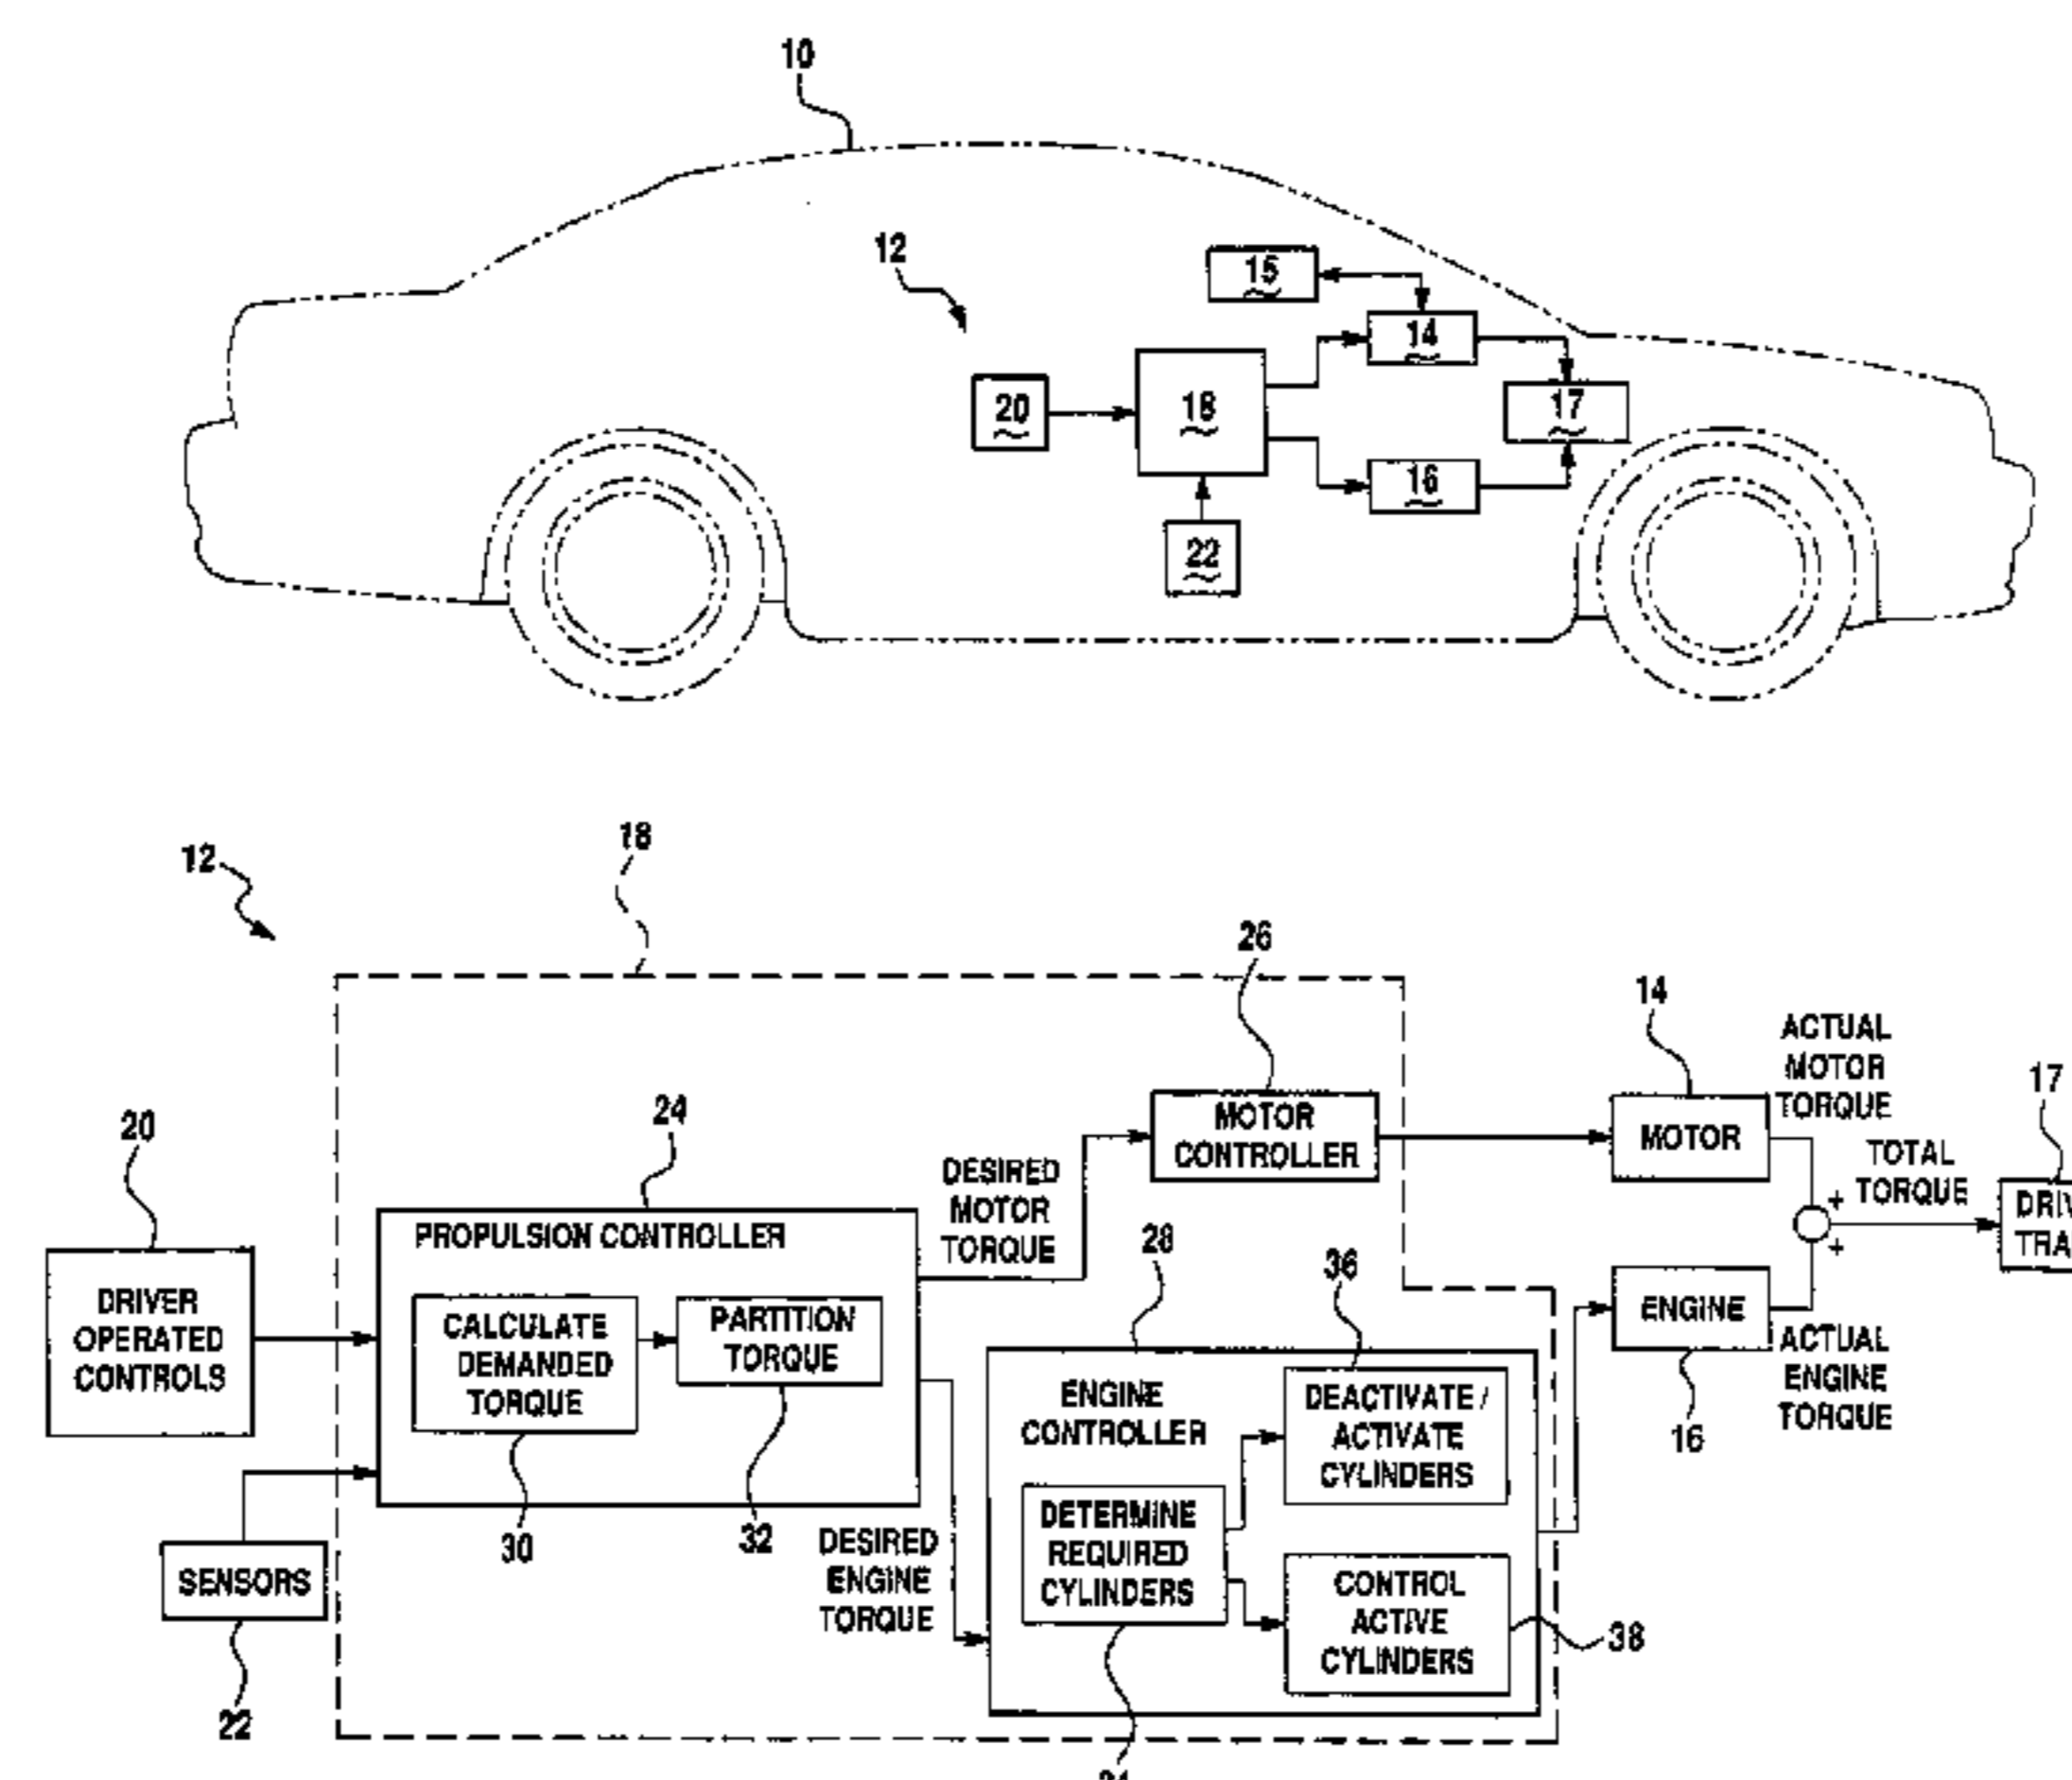 10
12
15
14
20
18
17
16
22
18
12
26
14
ACTUAL
MOTOR
TORQUE
17
24
MOTOR
CONTROLLER
MOTOR
20
DESIRED
MOTOR
TORQUE
TOTAL
TORQUE
+
+
PROPULSION CONTROLLER
28
36
DRIVER
OPERATED
CONTROLS
CALCULATE
DEMANDED
TORQUE
PARTITION
TORQUE
ENGINE
ACTUAL
ENGINE
TORQUE
16
ENGINE
CONTROLLER
DEACTIVATE /
ACTIVATE
CYLINDERS
30
32
DESIRED
ENGINE
TORQUE
DETERMINE
REQUIRED
CYLINDERS
CONTROL
ACTIVE
CYLINDERS
38
SENSORS
22